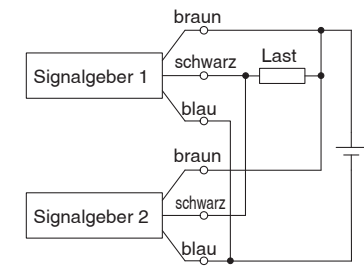 braun
schwarz
Last
Signalgeber 1
blau
braun
schwarz
Signalgeber 2
blau